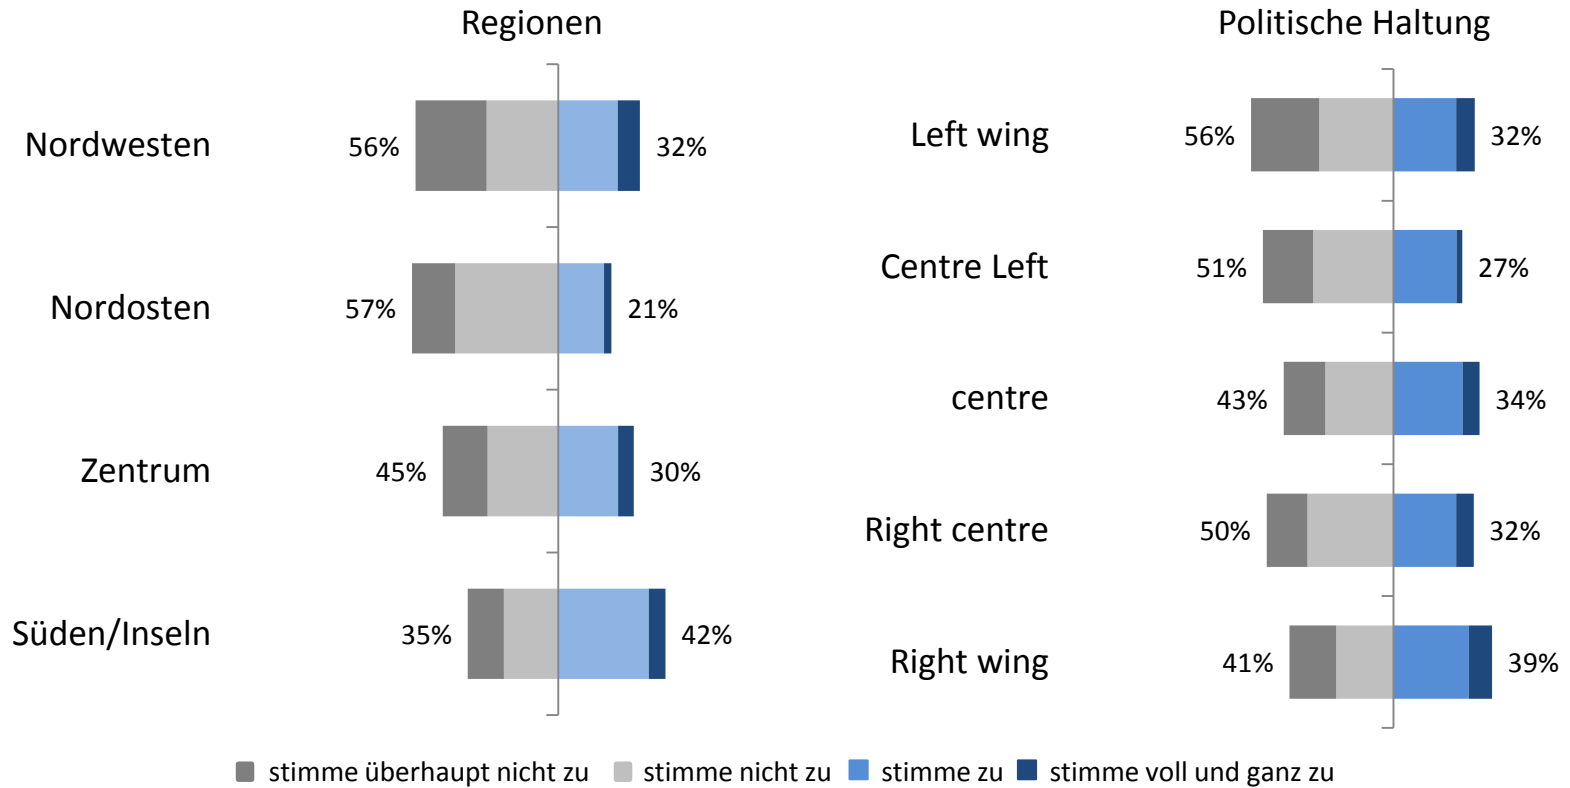 Regionen
Nordwesten 56% 32%
Nordosten 57% 21%
Zentrum 45% 30%
Süden/Inseln 35% 42%
Politische Haltung
Left wing 56% 32%
Centre Left 51% 27%
centre 43% 34%
Right centre 50% 32%
Right wing 41% 39%
stimme überhaupt nicht zu stimme nicht zu stimme zu stimme voll und ganz zu